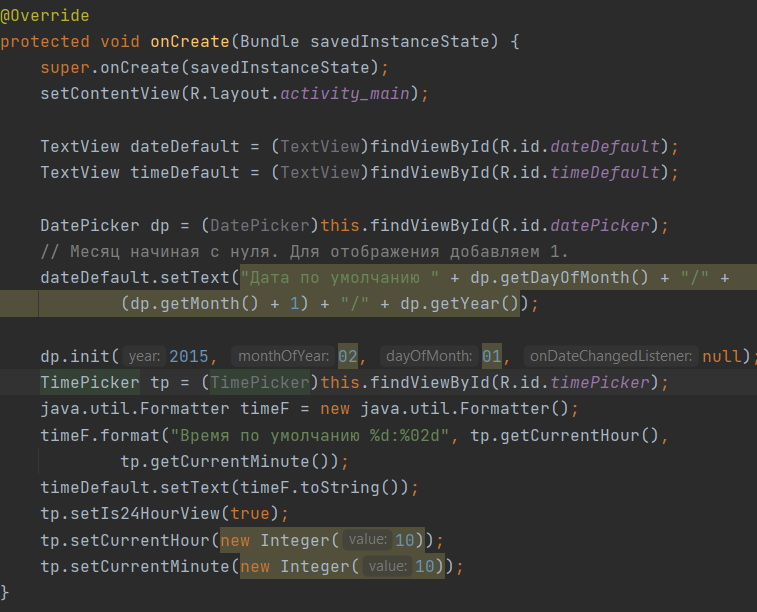 @Override
protected void onCreate(Bundle savedInstanceState) {
super.onCreate(savedInstanceState);
setContentView(R.layout.activity_main);
TextView dateDefault = (TextView)findViewById(R.id.dateDefault);
TextView timeDefault = (TextView)findViewById(R.id.timeDefault);
DatePicker dp = (DatePicker)this.findViewById(R.id.datePicker);
// Месяц начиная с нуля. Для отображения добавляем 1.
dateDefault.setText("Дата по умолчанию " + dp.getDayOfMonth() + "/" +
(dp.getMonth() + 1) + "/" + dp.getYear());
dp.init( year: 2015, monthOfYear: 02, dayOfMonth: 01, onDateChangedListener: null);
TimePicker tp = (TimePicker)this.findViewById(R.id.timePicker);
java.util.Formatter timeF = new java.util.Formatter();
timeF.format("Время по умолчанию %d:%02d", tp.getCurrentHour(),
tp.getCurrentMinute());
timeDefault.setText(timeF.toString());
tp.setIs24HourView(true);
tp.setCurrentHour(new Integer( value: 10));
tp.setCurrentMinute(new Integer( value: 10));
}